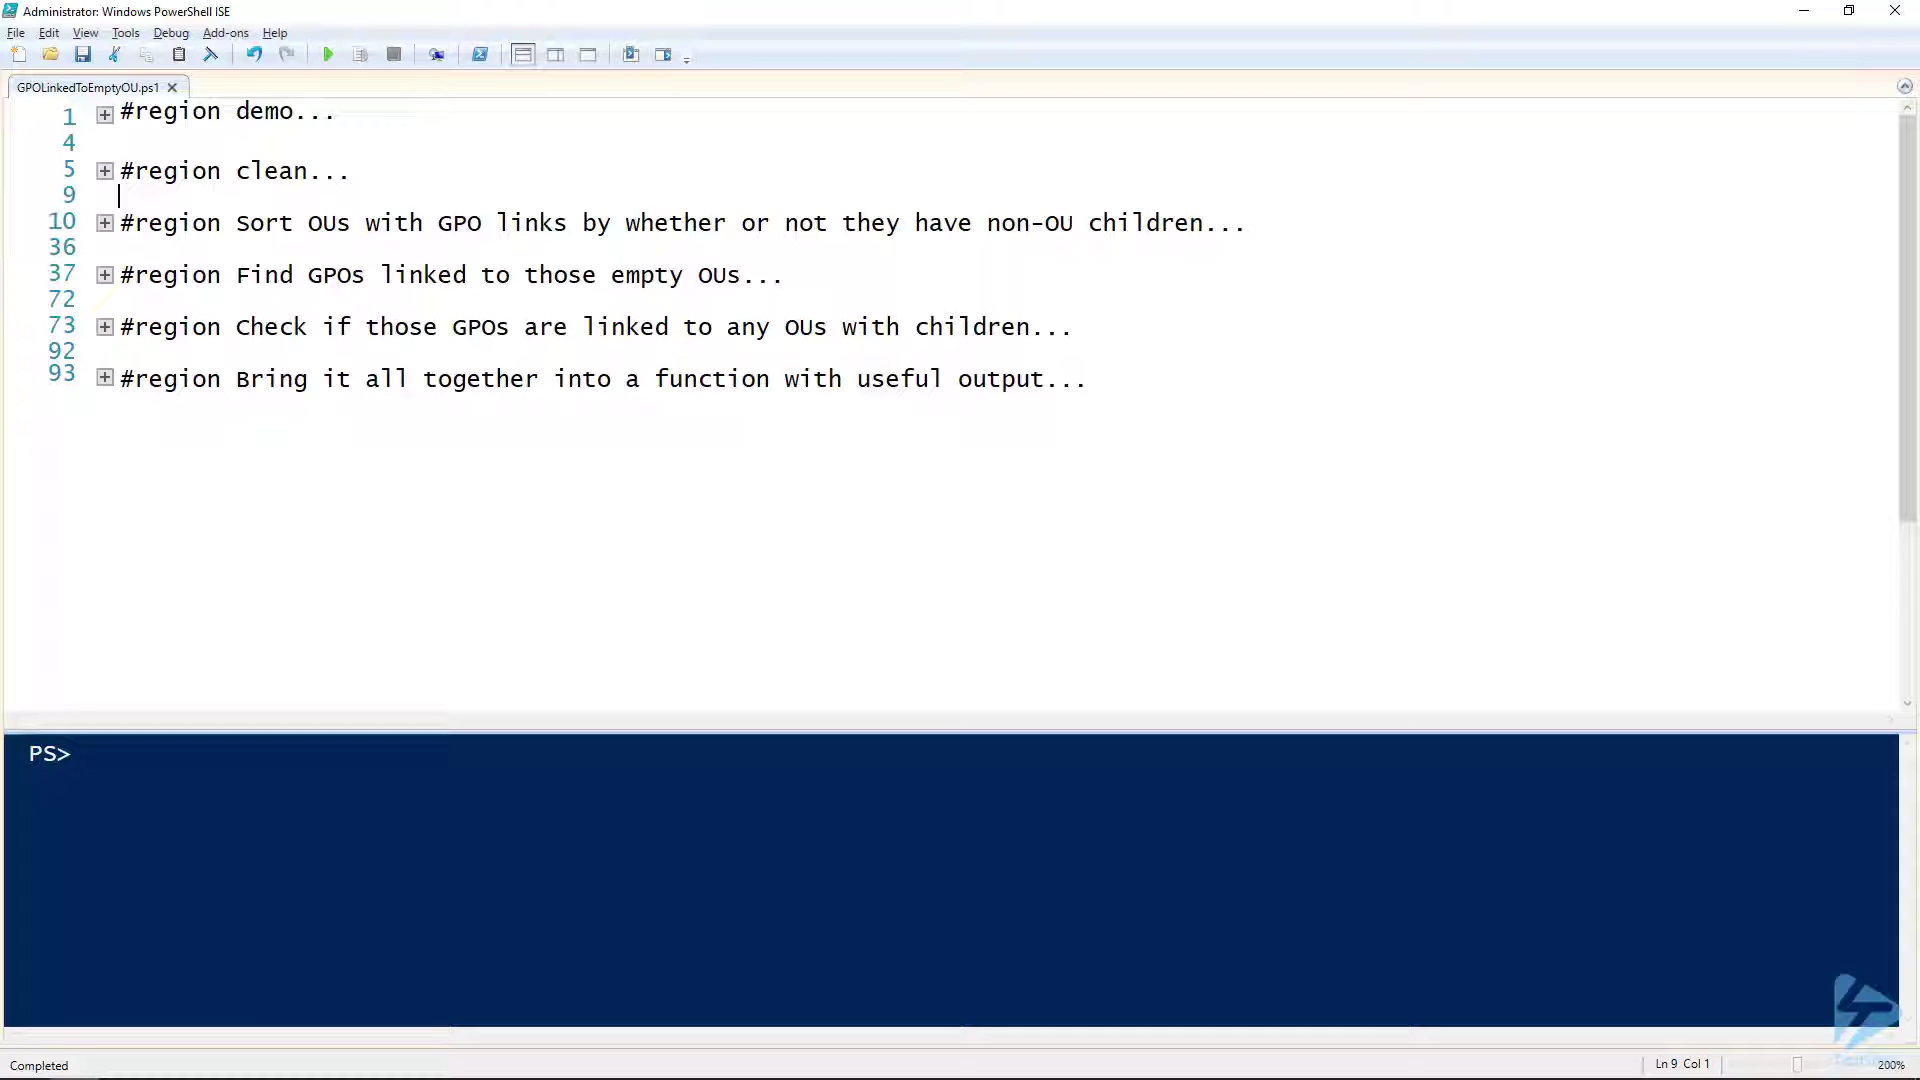 Administrator: Windows PowerShell ISE
File Edit View Tools Debug Add-ons Help
GPOLinkedToEmptyOU.ps1
1 #region demo...
4
5 #region clean...
9
10 #region Sort OUs with GPO links by whether or not they have non-OU children...
36
37 #region Find GPOs linked to those empty OUs...
72
73 #region Check if those GPOs are linked to any OUs with children...
92
93 #region Bring it all together into a function with useful output...
PS>
Completed Ln 9 Col 1 200%